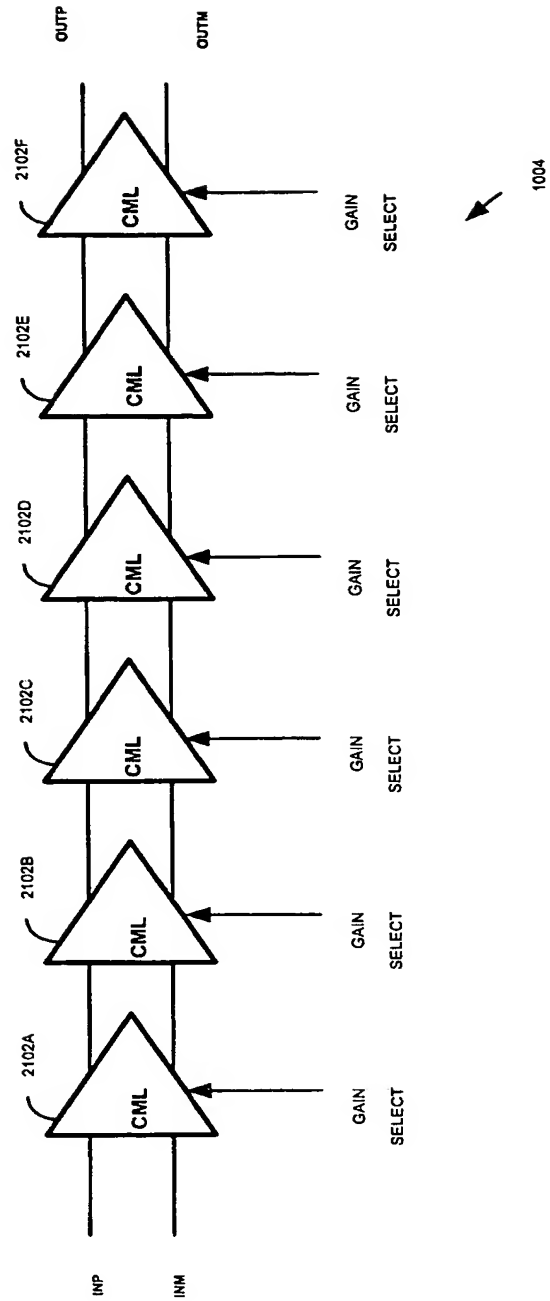 OUTP
OUTM
2102F
CML
GAIN
SELECT
1004
2102E
CML
GAIN
SELECT
2102D
CML
GAIN
SELECT
2102C
CML
GAIN
SELECT
2102B
CML
GAIN
SELECT
2102A
CML
GAIN
SELECT
INP
INM